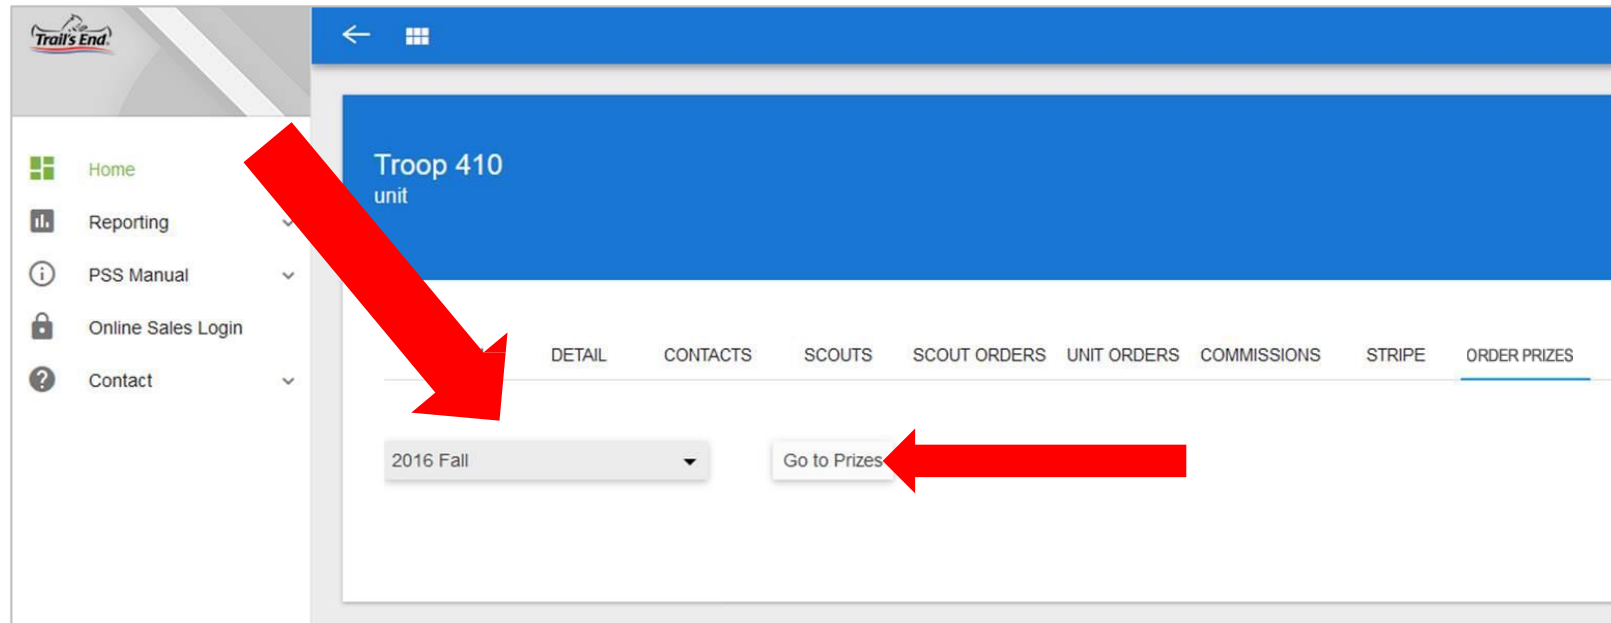 Trail's End.
Home
Reporting
PSS Manual
Online Sales Login
Contact
Troop 410
unit
DETAIL CONTACTS SCOUTS SCOUT ORDERS UNIT ORDERS COMMISSIONS STRIPE ORDER PRIZES
2016 Fall
Go to Prizes